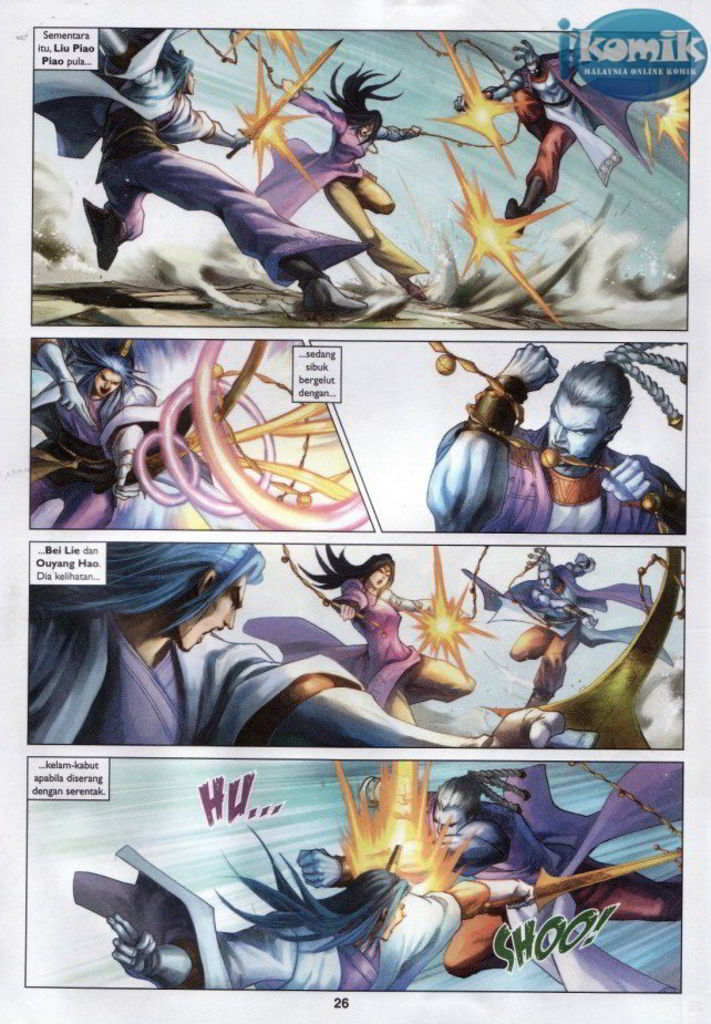 ikomik
MALAYSIA ONLINE KOMIK
Sementara
itu, Liu Piao
Piao pula...
...sedang
sibuk
bergelut
dengan...
...Bei Lie dan
Ouyang Hao.
Dia kelihatan...
...kelam-kabut
apabila diserang
dengan serentak.
HU...
SHOO!
26